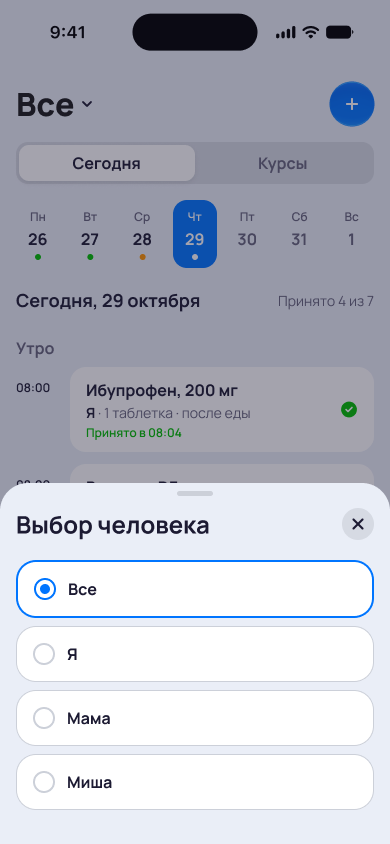 9:41
Все
Сегодня Курсы
Пн Вт Ср Чт Пт Сб Вс
26 27 28 29 30 31 1
Сегодня, 29 октября Принято 4 из 7
Утро
08:00 Ибупрофен, 200 мг
Я · 1 таблетка · после еды
Принято в 08:04
Выбор человека
Все
Я
Мама
Миша